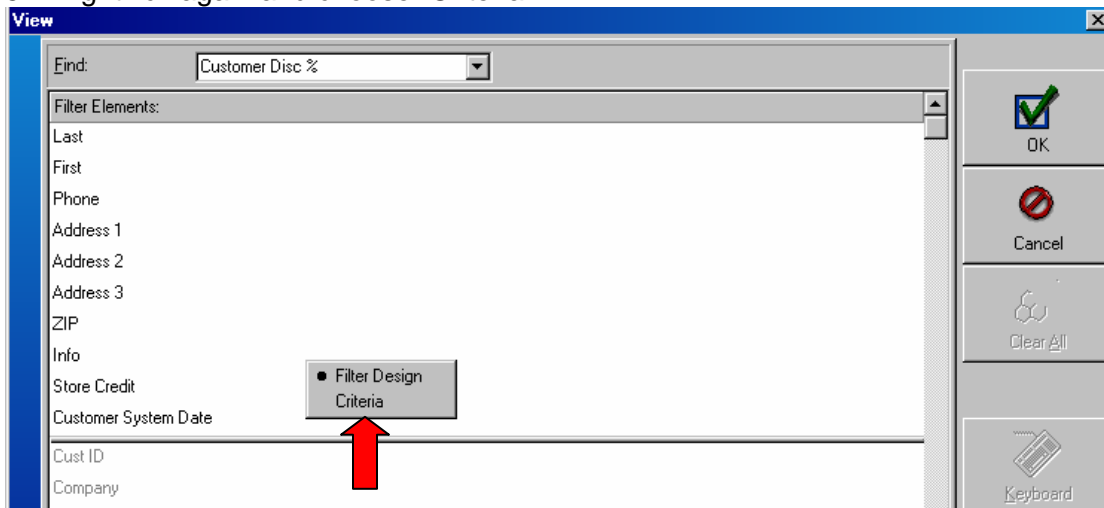 View
Find: Customer Disc %
Filter Elements:
Last
First
Phone
Address 1
Address 2
Address 3
ZIP
Info
Store Credit
Customer System Date
Cust ID
Company
Filter Design
Criteria
OK
Cancel
Clear All
Keyboard